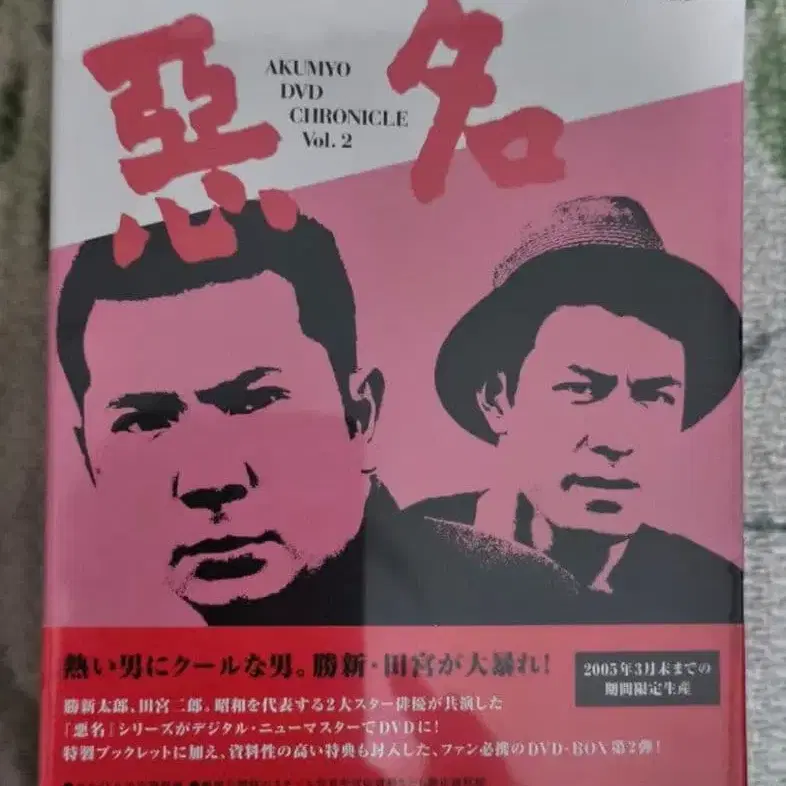 惡名
AKUMYO
DVD
CHRONICLE
Vol. 2
熱い男にクールな男。勝新・田宮が大暴れ!
2005年3月末までの
期間限定生産
勝新太郎、田宮二郎。昭和を代表する2大スター俳優が共演した
『悪名』シリーズがデジタル・ニューマスターでDVDに!
特製ブックレットに加え、資料性の高い特典も封入した、ファン必携のDVD-BOX第2弾!